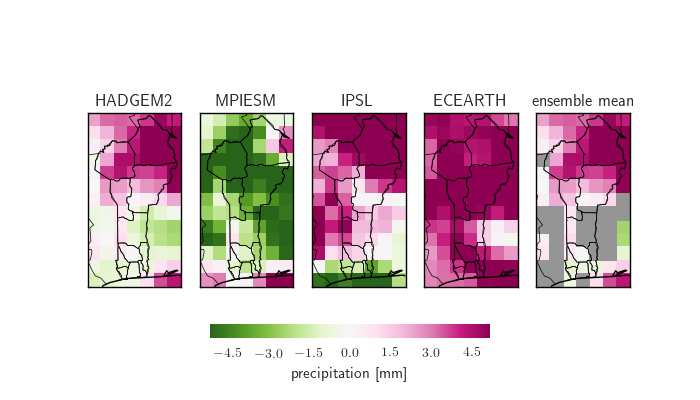 HADGEM2 MPIESM IPSL ECEARTH ensemble mean
−4.5 −3.0 −1.5 0.0 1.5 3.0 4.5
precipitation [mm]